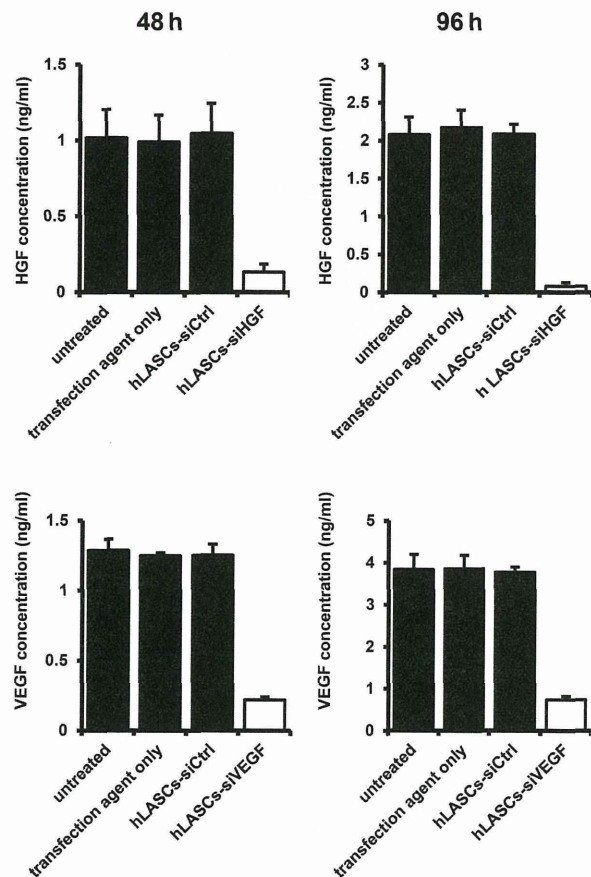 48 h
96 h
HGF concentration (ng/ml)
1.5
1
0.5
0
untreated
transfection agent only
hLASCs-siCtrl
hLASCs-siHGF
HGF concentration (ng/ml)
3
2.5
2
1.5
1
0.5
0
untreated
transfection agent only
hLASCs-siCtrl
h LASCs-siHGF
VEGF concentration (ng/ml)
1.5
1
0.5
0
untreated
transfection agent only
hLASCs-siCtrl
hLASCs-siVEGF
VEGF concentration (ng/ml)
5
4
3
2
1
0
untreated
transfection agent only
hLASCs-siCtrl
hLASCs-siVEGF